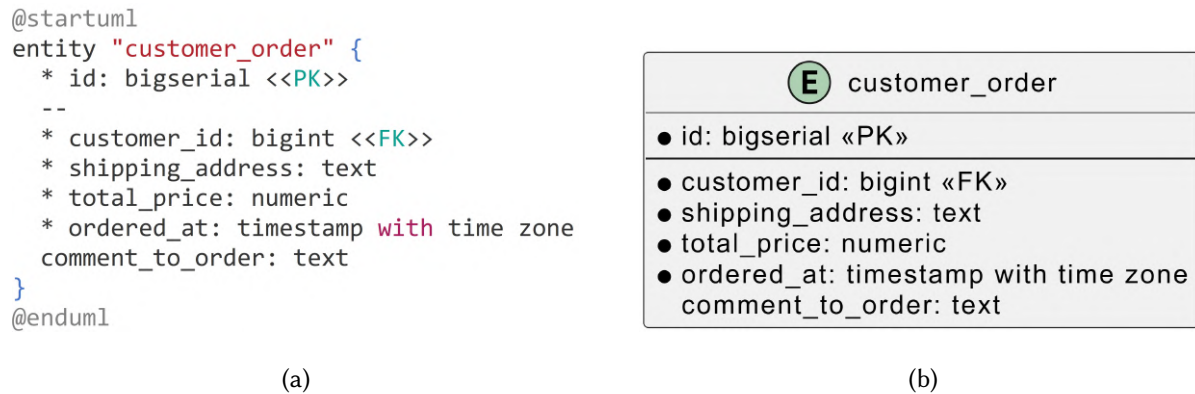 @startuml
entity "customer_order" {
* id: bigserial <<PK>>
--
* customer_id: bigint <<FK>>
* shipping_address: text
* total_price: numeric
* ordered_at: timestamp with time zone
comment_to_order: text
}
@enduml
(a)
E customer_order
● id: bigserial «PK»
● customer_id: bigint «FK»
● shipping_address: text
● total_price: numeric
● ordered_at: timestamp with time zone
comment_to_order: text
(b)